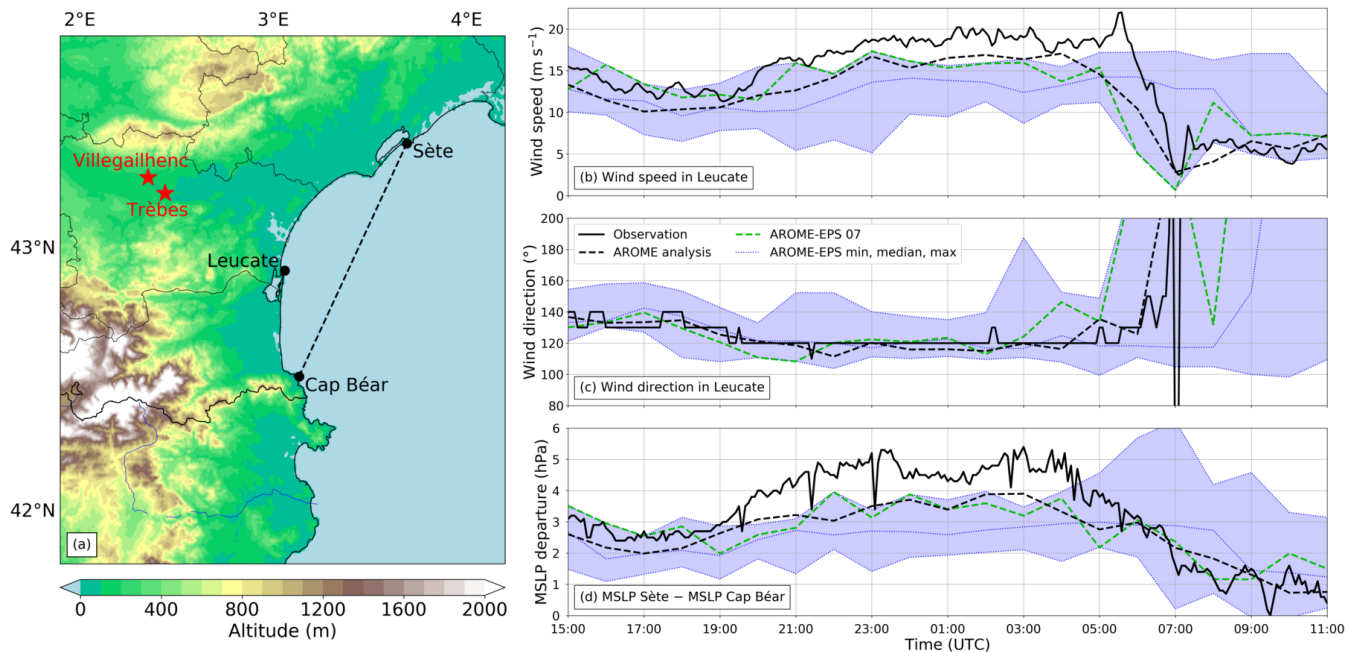 2°E 3°E 4°E
43°N
42°N
Villegailhenc
Trèbes
Sète
Leucate
Cap Béar
(a)
0 400 800 1200 1600 2000
Altitude (m)
Wind speed (m s⁻¹)
20
15
10
5
0
(b) Wind speed in Leucate
Wind direction (°)
200
180
160
140
120
100
80
Observation
AROME analysis
AROME-EPS 07
AROME-EPS min, median, max
(c) Wind direction in Leucate
MSLP departure (hPa)
6
5
4
3
2
1
0
(d) MSLP Sète − MSLP Cap Béar
15:00 17:00 19:00 21:00 23:00 01:00 03:00 05:00 07:00 09:00 11:00
Time (UTC)